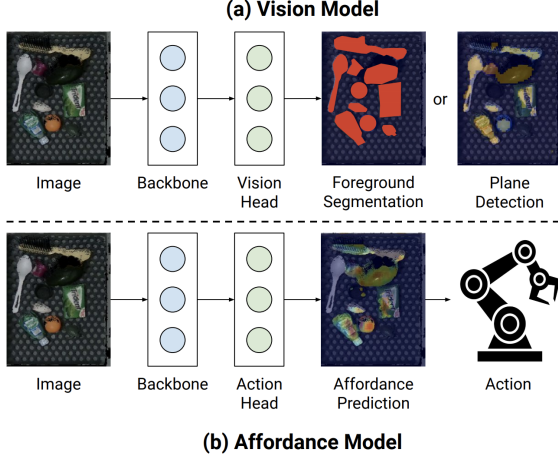 (a) Vision Model
or
Image
Backbone
Vision
Head
Foreground
Segmentation
Plane
Detection
Image
Backbone
Action
Head
Affordance
Prediction
Action
(b) Affordance Model